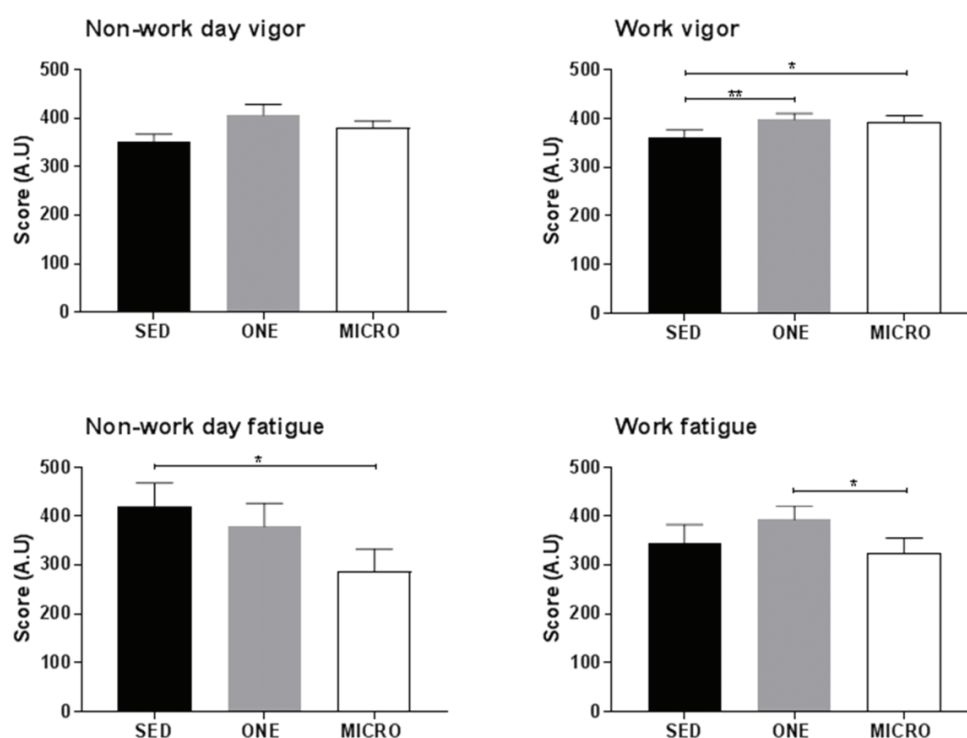 Non-work day vigor
Score (A.U)
500
400
300
200
100
0
SED ONE MICRO
Work vigor
Score (A.U)
500
400
300
200
100
0
*
**
SED ONE MICRO
Non-work day fatigue
Score (A.U)
500
400
300
200
100
0
*
SED ONE MICRO
Work fatigue
Score (A.U)
500
400
300
200
100
0
*
SED ONE MICRO